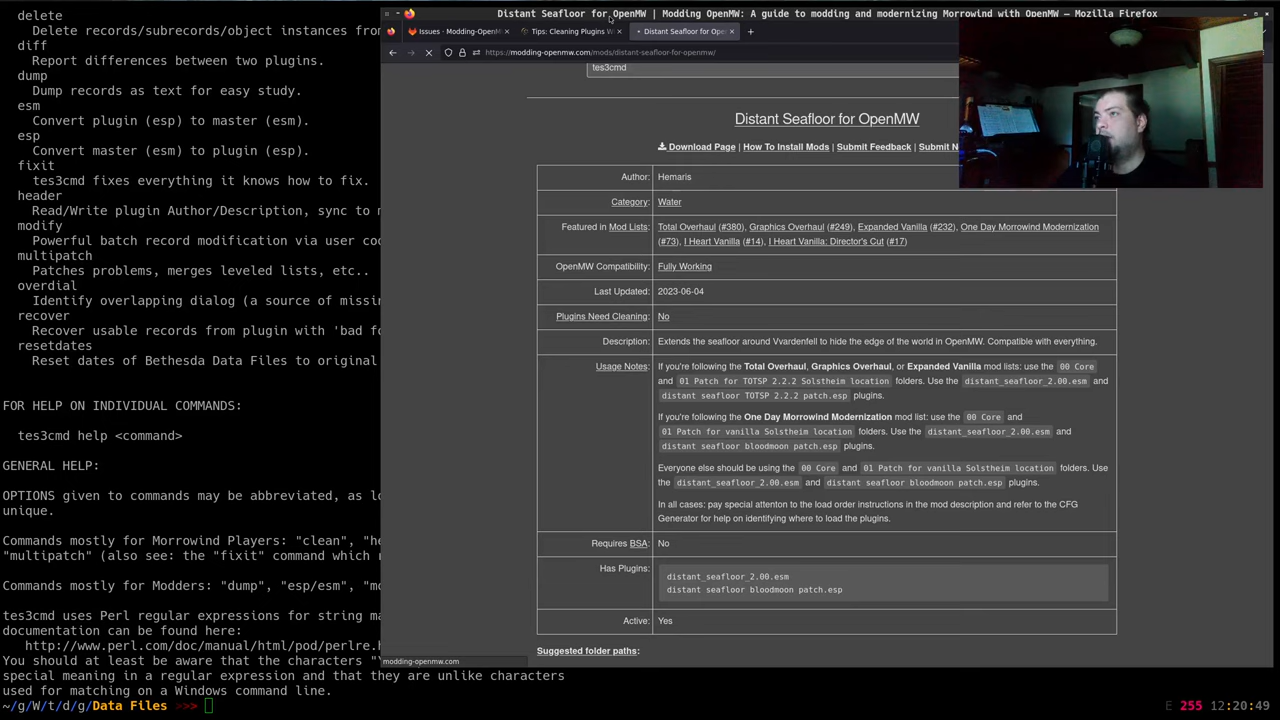 delete
Delete records/subrecords/object instances from
diff
Report differences between two plugins.
dump
Dump records as text for easy study.
esm
Convert plugin (esp) to master (esm).
esp
Convert master (esm) to plugin (esp).
fixit
tes3cmd fixes everything it knows how to fix.
header
Read/Write plugin Author/Description, sync to
modify
Powerful batch record modification via user
multipatch
Patches problems, merges leveled lists, etc..
overdial
Identify overlapping dialog (a source of
recover
Recover usable records from plugin with 'bad
resetdates
Reset dates of Bethesda Data Files to original
FOR HELP ON INDIVIDUAL COMMANDS:
tes3cmd help <command>
GENERAL HELP:
OPTIONS given to commands may be abbreviated, as
unique.
Commands mostly for Morrowind Players: "clean",
"multipatch" (also see: the "fixit" command which
Commands mostly for Modders: "dump", "esp/esm",
tes3cmd uses Perl regular expressions for string
documentation can be found here:
http://www.perl.com/doc/manual/html/pod/perlre.
You should at least be aware that the characters
special meaning in a regular expression and that they are unlike characters
used for matching on a Windows command line.
~/g/W/t/d/g/Data Files >>>
E 255 12:20:49
Distant Seafloor for OpenMW | Modding OpenMW: A guide to modding and modernizing Morrowind with OpenMW — Mozilla Firefox
Issues · Modding-OpenM
Tips: Cleaning Plugins W
Distant Seafloor for Ope
https://modding-openmw.com/mods/distant-seafloor-for-openmw/
tes3cmd
Distant Seafloor for OpenMW
Download Page | How To Install Mods | Submit Feedback | Submit N
Author: Hemaris
Category: Water
Featured in Mod Lists: Total Overhaul (#380), Graphics Overhaul (#249), Expanded Vanilla (#232), One Day Morrowind Modernization
(#73), I Heart Vanilla (#14), I Heart Vanilla: Director's Cut (#17)
OpenMW Compatibility: Fully Working
Last Updated: 2023-06-04
Plugins Need Cleaning: No
Description: Extends the seafloor around Vvardenfell to hide the edge of the world in OpenMW. Compatible with everything.
Usage Notes: If you're following the Total Overhaul, Graphics Overhaul, or Expanded Vanilla mod lists: use the 00 Core
and 01 Patch for TOTSP 2.2.2 Solstheim location folders. Use the distant_seafloor_2.00.esm and
distant seafloor TOTSP 2.2.2 patch.esp plugins.
If you're following the One Day Morrowind Modernization mod list: use the 00 Core and
01 Patch for vanilla Solstheim location folders. Use the distant_seafloor_2.00.esm and
distant seafloor bloodmoon patch.esp plugins.
Everyone else should be using the 00 Core and 01 Patch for vanilla Solstheim location folders. Use
the distant_seafloor_2.00.esm and distant seafloor bloodmoon patch.esp plugins.
In all cases: pay special attenton to the load order instructions in the mod description and refer to the CFG
Generator for help on identifying where to load the plugins.
Requires BSA: No
Has Plugins: distant_seafloor_2.00.esm
distant seafloor bloodmoon patch.esp
Active: Yes
Suggested folder paths:
modding-openmw.com